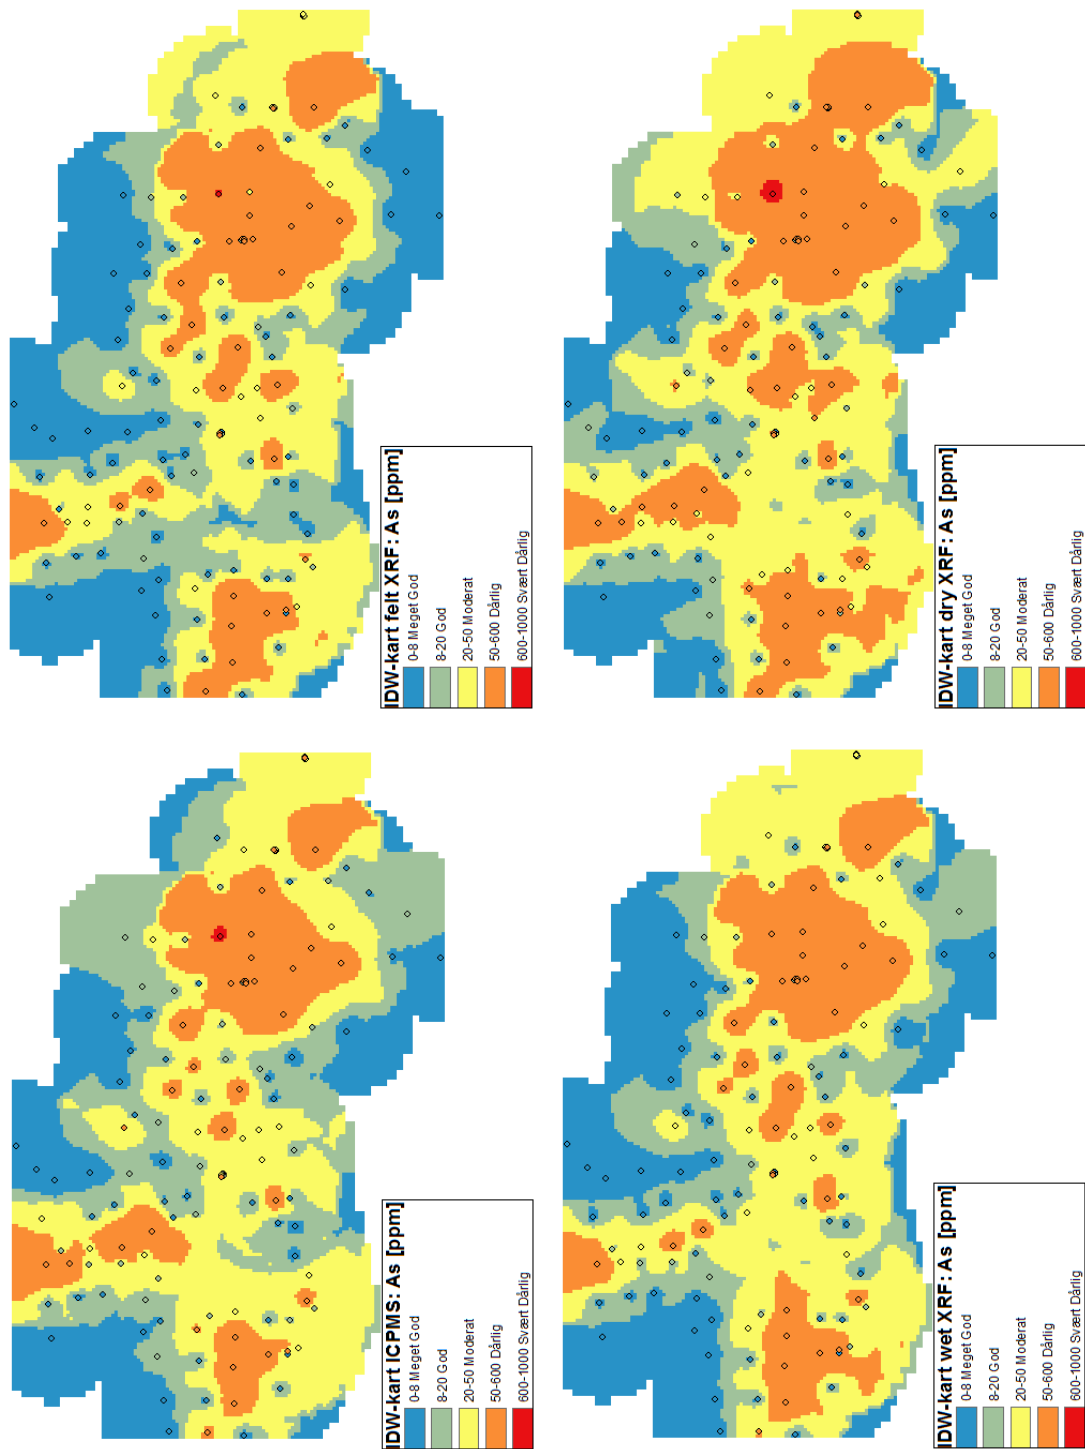 IDW-kart felt XRF: As [ppm]
0-8 Meget God
8-20 God
20-50 Moderat
50-600 Dårlig
600-1000 Svært Dårlig
IDW-kart dry XRF: As [ppm]
0-8 Meget God
8-20 God
20-50 Moderat
50-600 Dårlig
600-1000 Svært Dårlig
IDW-kart ICPMS: As [ppm]
0-8 Meget God
8-20 God
20-50 Moderat
50-600 Dårlig
600-1000 Svært Dårlig
IDW-kart wet XRF: As [ppm]
0-8 Meget God
8-20 God
20-50 Moderat
50-600 Dårlig
600-1000 Svært Dårlig